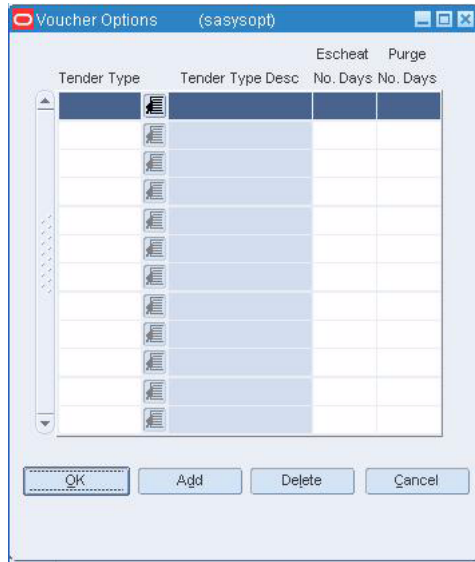 Voucher Options (sasysopt)
Escheat Purge
Tender Type Tender Type Desc No. Days No. Days
OK Add Delete Cancel